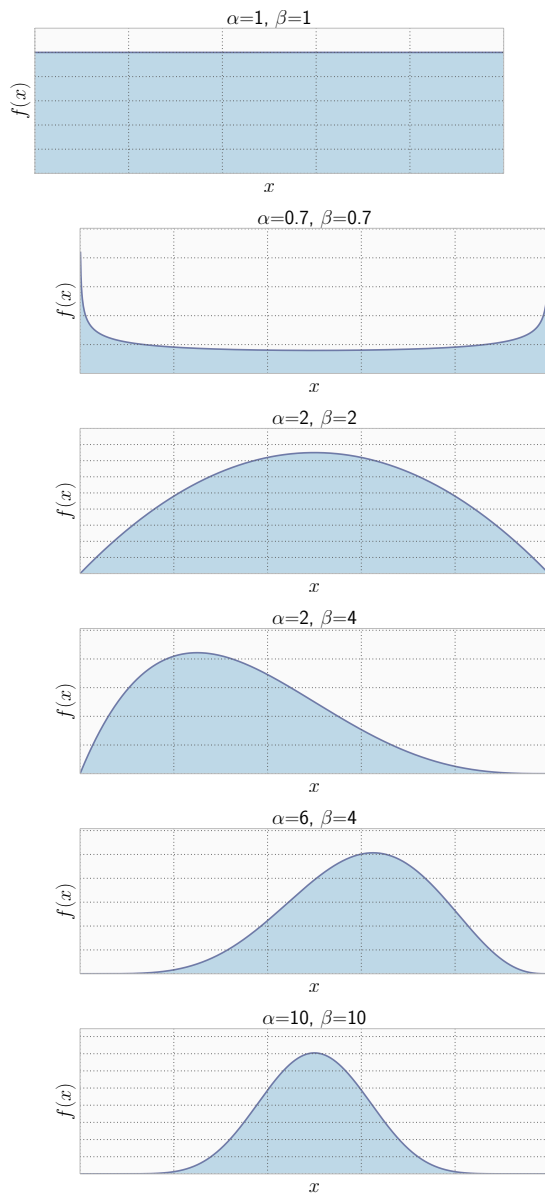 α=1, β=1
f(x)
x
α=0.7, β=0.7
f(x)
x
α=2, β=2
f(x)
x
α=2, β=4
f(x)
x
α=6, β=4
f(x)
x
α=10, β=10
f(x)
x